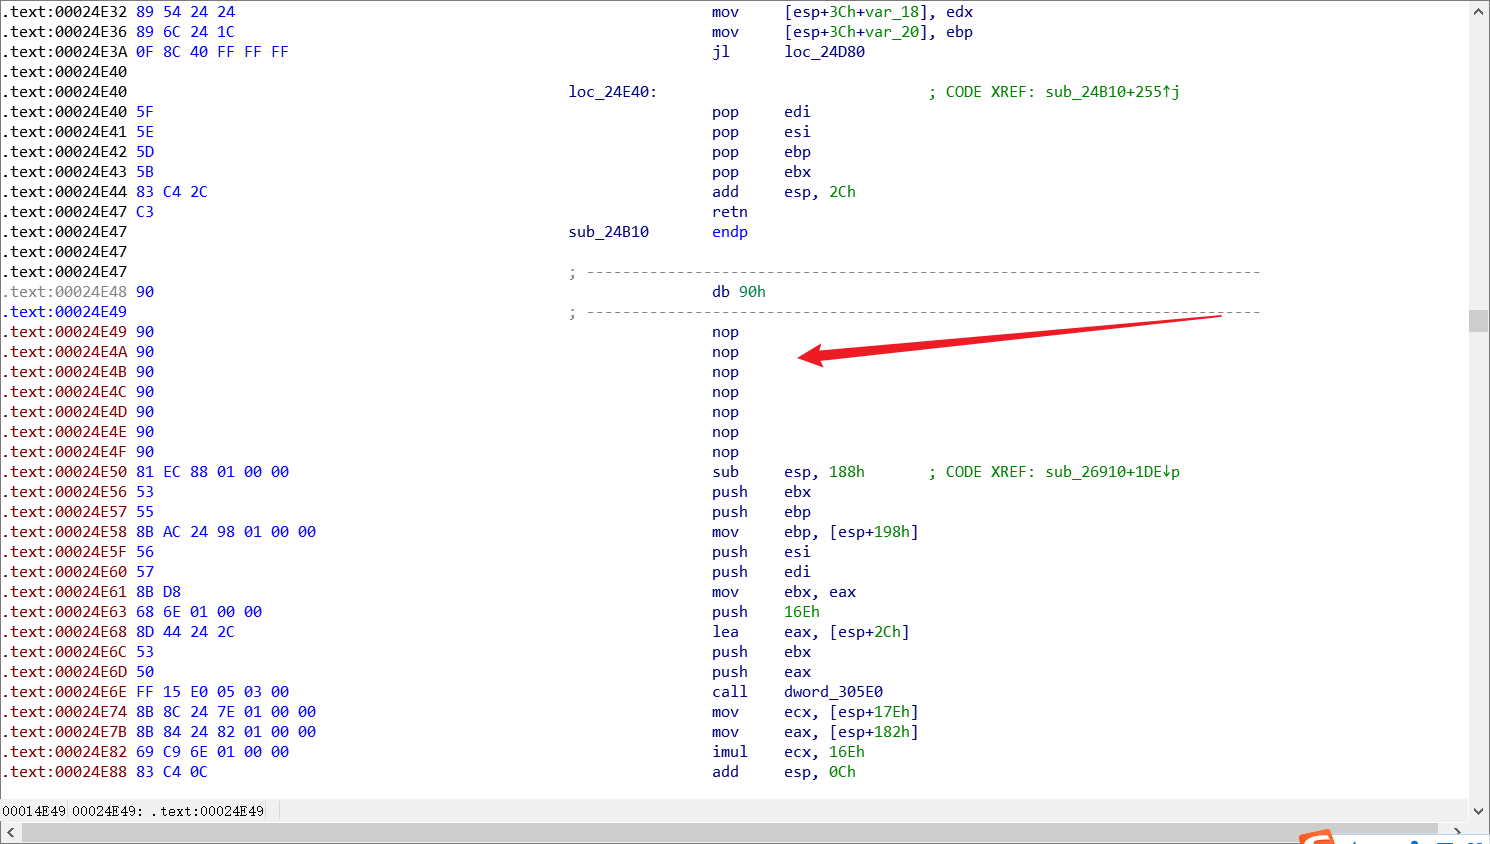 .text:00024E32 89 54 24 24 mov [esp+3Ch+var_18], edx
.text:00024E36 89 6C 24 1C mov [esp+3Ch+var_20], ebp
.text:00024E3A 0F 8C 40 FF FF FF jl loc_24D80
.text:00024E40
.text:00024E40 loc_24E40: ; CODE XREF: sub_24B10+255↑j
.text:00024E40 5F pop edi
.text:00024E41 5E pop esi
.text:00024E42 5D pop ebp
.text:00024E43 5B pop ebx
.text:00024E44 83 C4 2C add esp, 2Ch
.text:00024E47 C3 retn
.text:00024E47 sub_24B10 endp
.text:00024E47
.text:00024E47 ; ---------------------------------------------------------------------------
.text:00024E48 90 db 90h
.text:00024E49 ; ---------------------------------------------------------------------------
.text:00024E49 90 nop
.text:00024E4A 90 nop
.text:00024E4B 90 nop
.text:00024E4C 90 nop
.text:00024E4D 90 nop
.text:00024E4E 90 nop
.text:00024E4F 90 nop
.text:00024E50 81 EC 88 01 00 00 sub esp, 188h ; CODE XREF: sub_26910+1DE↓p
.text:00024E56 53 push ebx
.text:00024E57 55 push ebp
.text:00024E58 8B AC 24 98 01 00 00 mov ebp, [esp+198h]
.text:00024E5F 56 push esi
.text:00024E60 57 push edi
.text:00024E61 8B D8 mov ebx, eax
.text:00024E63 68 6E 01 00 00 push 16Eh
.text:00024E68 8D 44 24 2C lea eax, [esp+2Ch]
.text:00024E6C 53 push ebx
.text:00024E6D 50 push eax
.text:00024E6E FF 15 E0 05 03 00 call dword_305E0
.text:00024E74 8B 8C 24 7E 01 00 00 mov ecx, [esp+17Eh]
.text:00024E7B 8B 84 24 82 01 00 00 mov eax, [esp+182h]
.text:00024E82 69 C9 6E 01 00 00 imul ecx, 16Eh
.text:00024E88 83 C4 0C add esp, 0Ch
00014E49 00024E49: .text:00024E49